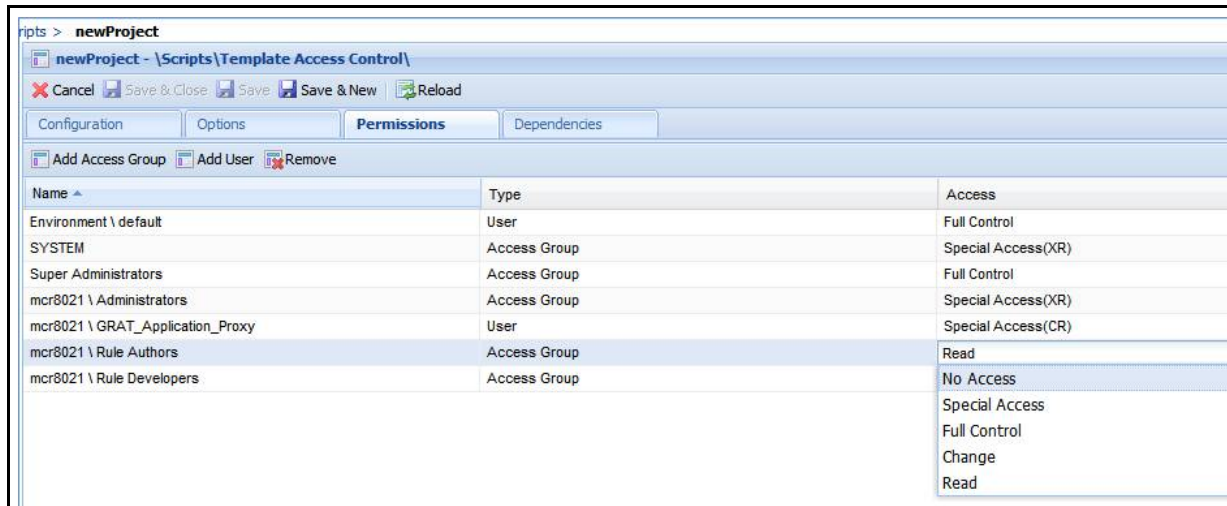 ripts > newProject
newProject - \Scripts\Template Access Control\
Cancel Save & Close Save Save & New Reload
Configuration Options Permissions Dependencies
Add Access Group Add User Remove
Name Type Access
Environment \ default User Full Control
SYSTEM Access Group Special Access(XR)
Super Administrators Access Group Full Control
mcr8021 \ Administrators Access Group Special Access(XR)
mcr8021 \ GRAT_Application_Proxy User Special Access(CR)
mcr8021 \ Rule Authors Access Group Read
mcr8021 \ Rule Developers Access Group No Access
Special Access
Full Control
Change
Read